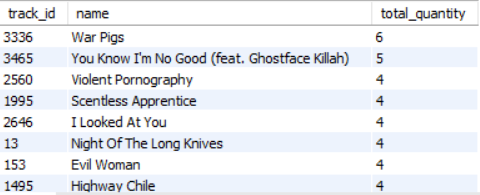 track_id name total_quantity
3336 War Pigs 6
3465 You Know I'm No Good (feat. Ghostface Killah) 5
2560 Violent Pornography 4
1995 Scentless Apprentice 4
2646 I Looked At You 4
13 Night Of The Long Knives 4
153 Evil Woman 4
1495 Highway Chile 4